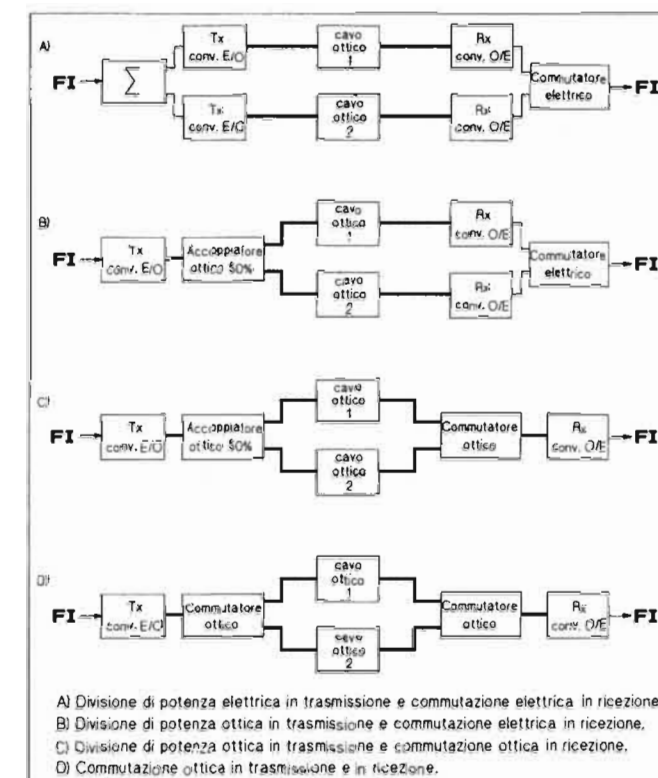 A)
FI
Σ
Tx
conv. E/O
cavo
ottico
1
Rx
conv. O/E
Tx
conv. E/O
cavo
ottico
2
Rx
conv. O/E
Commutatore
elettrico
FI
B)
FI
Tx
conv. E/O
Accoppiatore
ottico 50%
cavo
ottico
1
Rx
conv. O/E
cavo
ottico
2
Rx
conv. O/E
Commutatore
elettrico
FI
C)
FI
Tx
conv. E/O
Accoppiatore
ottico 50%
cavo
ottico
1
cavo
ottico
2
Commutatore
ottico
Rx
conv. O/E
FI
D)
FI
Tx
conv. E/O
Commutatore
ottico
cavo
ottico
1
cavo
ottico
2
Commutatore
ottico
Rx
conv. O/E
FI
A) Divisione di potenza elettrica in trasmissione e commutazione elettrica in ricezione.
B) Divisione di potenza ottica in trasmissione e commutazione elettrica in ricezione.
C) Divisione di potenza ottica in trasmissione e commutazione ottica in ricezione.
D) Commutazione ottica in trasmissione e in ricezione.